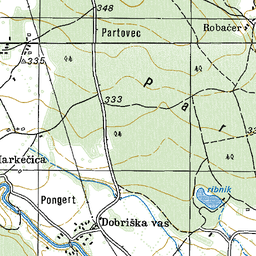 348
Partovec
Robačer
335
P
a
r
333
Markečica
Pongert
ribnik
Dobriška vas